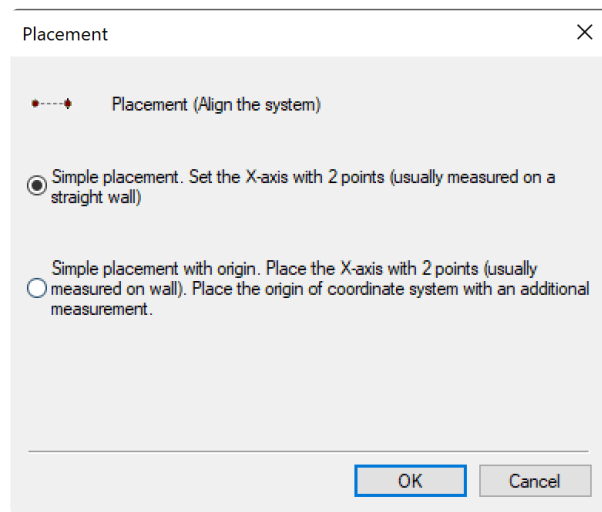 Placement
Placement (Align the system)
Simple placement. Set the X-axis with 2 points (usually measured on a
straight wall)
Simple placement with origin. Place the X-axis with 2 points (usually
measured on wall). Place the origin of coordinate system with an additional
measurement.
OK
Cancel